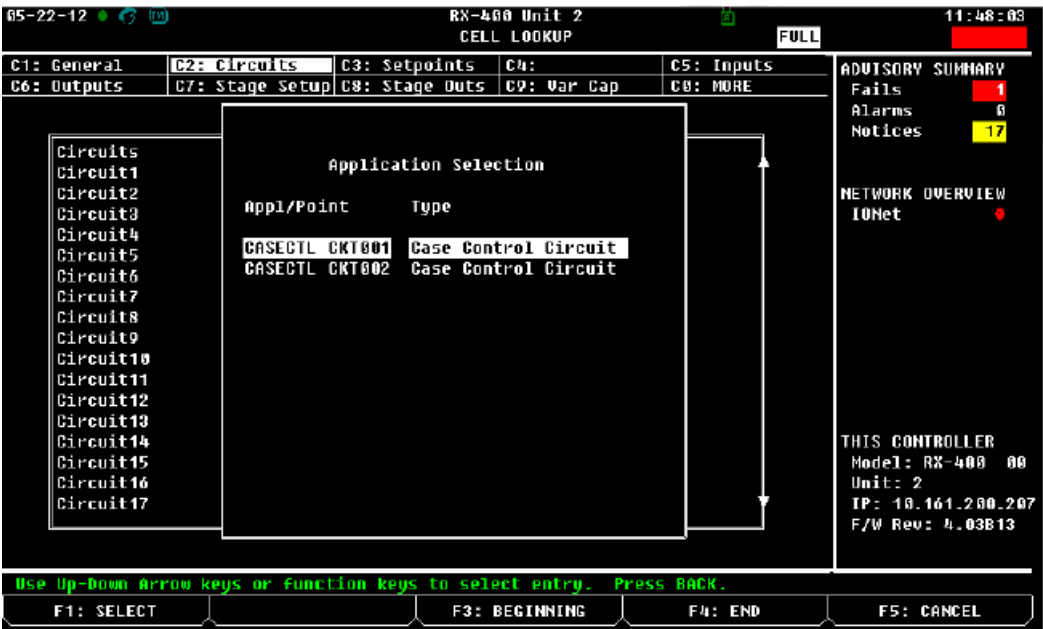 05-22-12 RX-400 Unit 2 11:48:03
CELL LOOKUP FULL
C1: General C2: Circuits C3: Setpoints C4: C5: Inputs
C6: Outputs C7: Stage Setup C8: Stage Outs C9: Var Cap C0: MORE
ADVISORY SUMMARY
Fails 1
Alarms 0
Notices 17
NETWORK OVERVIEW
IONet
Circuits
Circuit1
Circuit2
Circuit3
Circuit4
Circuit5
Circuit6
Circuit7
Circuit8
Circuit9
Circuit10
Circuit11
Circuit12
Circuit13
Circuit14
Circuit15
Circuit16
Circuit17
Application Selection
Appl/Point Type
CASECTL CKT001 Case Control Circuit
CASECTL CKT002 Case Control Circuit
THIS CONTROLLER
Model: RX-400 00
Unit: 2
IP: 10.161.200.207
F/W Rev: 4.03B13
Use Up-Down Arrow keys or function keys to select entry. Press BACK.
F1: SELECT F3: BEGINNING F4: END F5: CANCEL